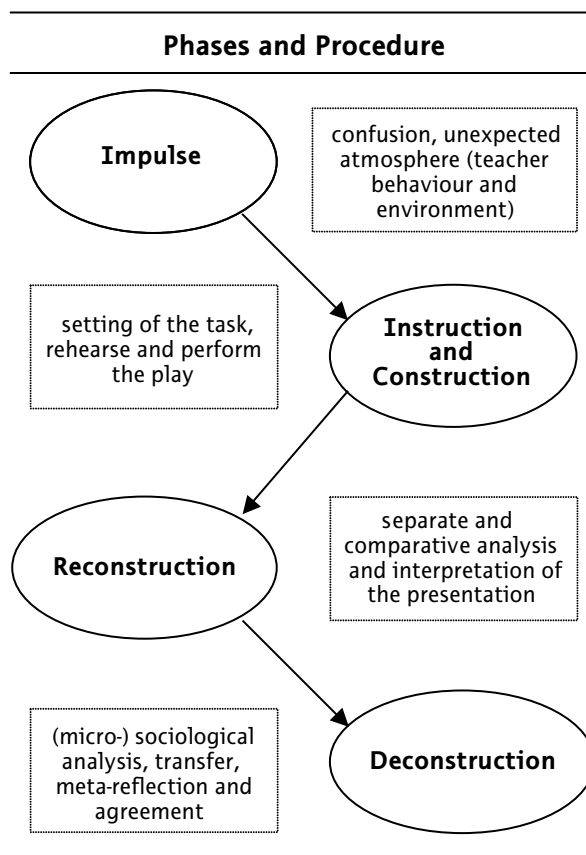 Phases and Procedure
Impulse
confusion, unexpected
atmosphere (teacher
behaviour and
environment)
setting of the task,
rehearse and perform
the play
Instruction
and
Construction
Reconstruction
separate and
comparative analysis
and interpretation of
the presentation
(micro-) sociological
analysis, transfer,
meta-reflection and
agreement
Deconstruction